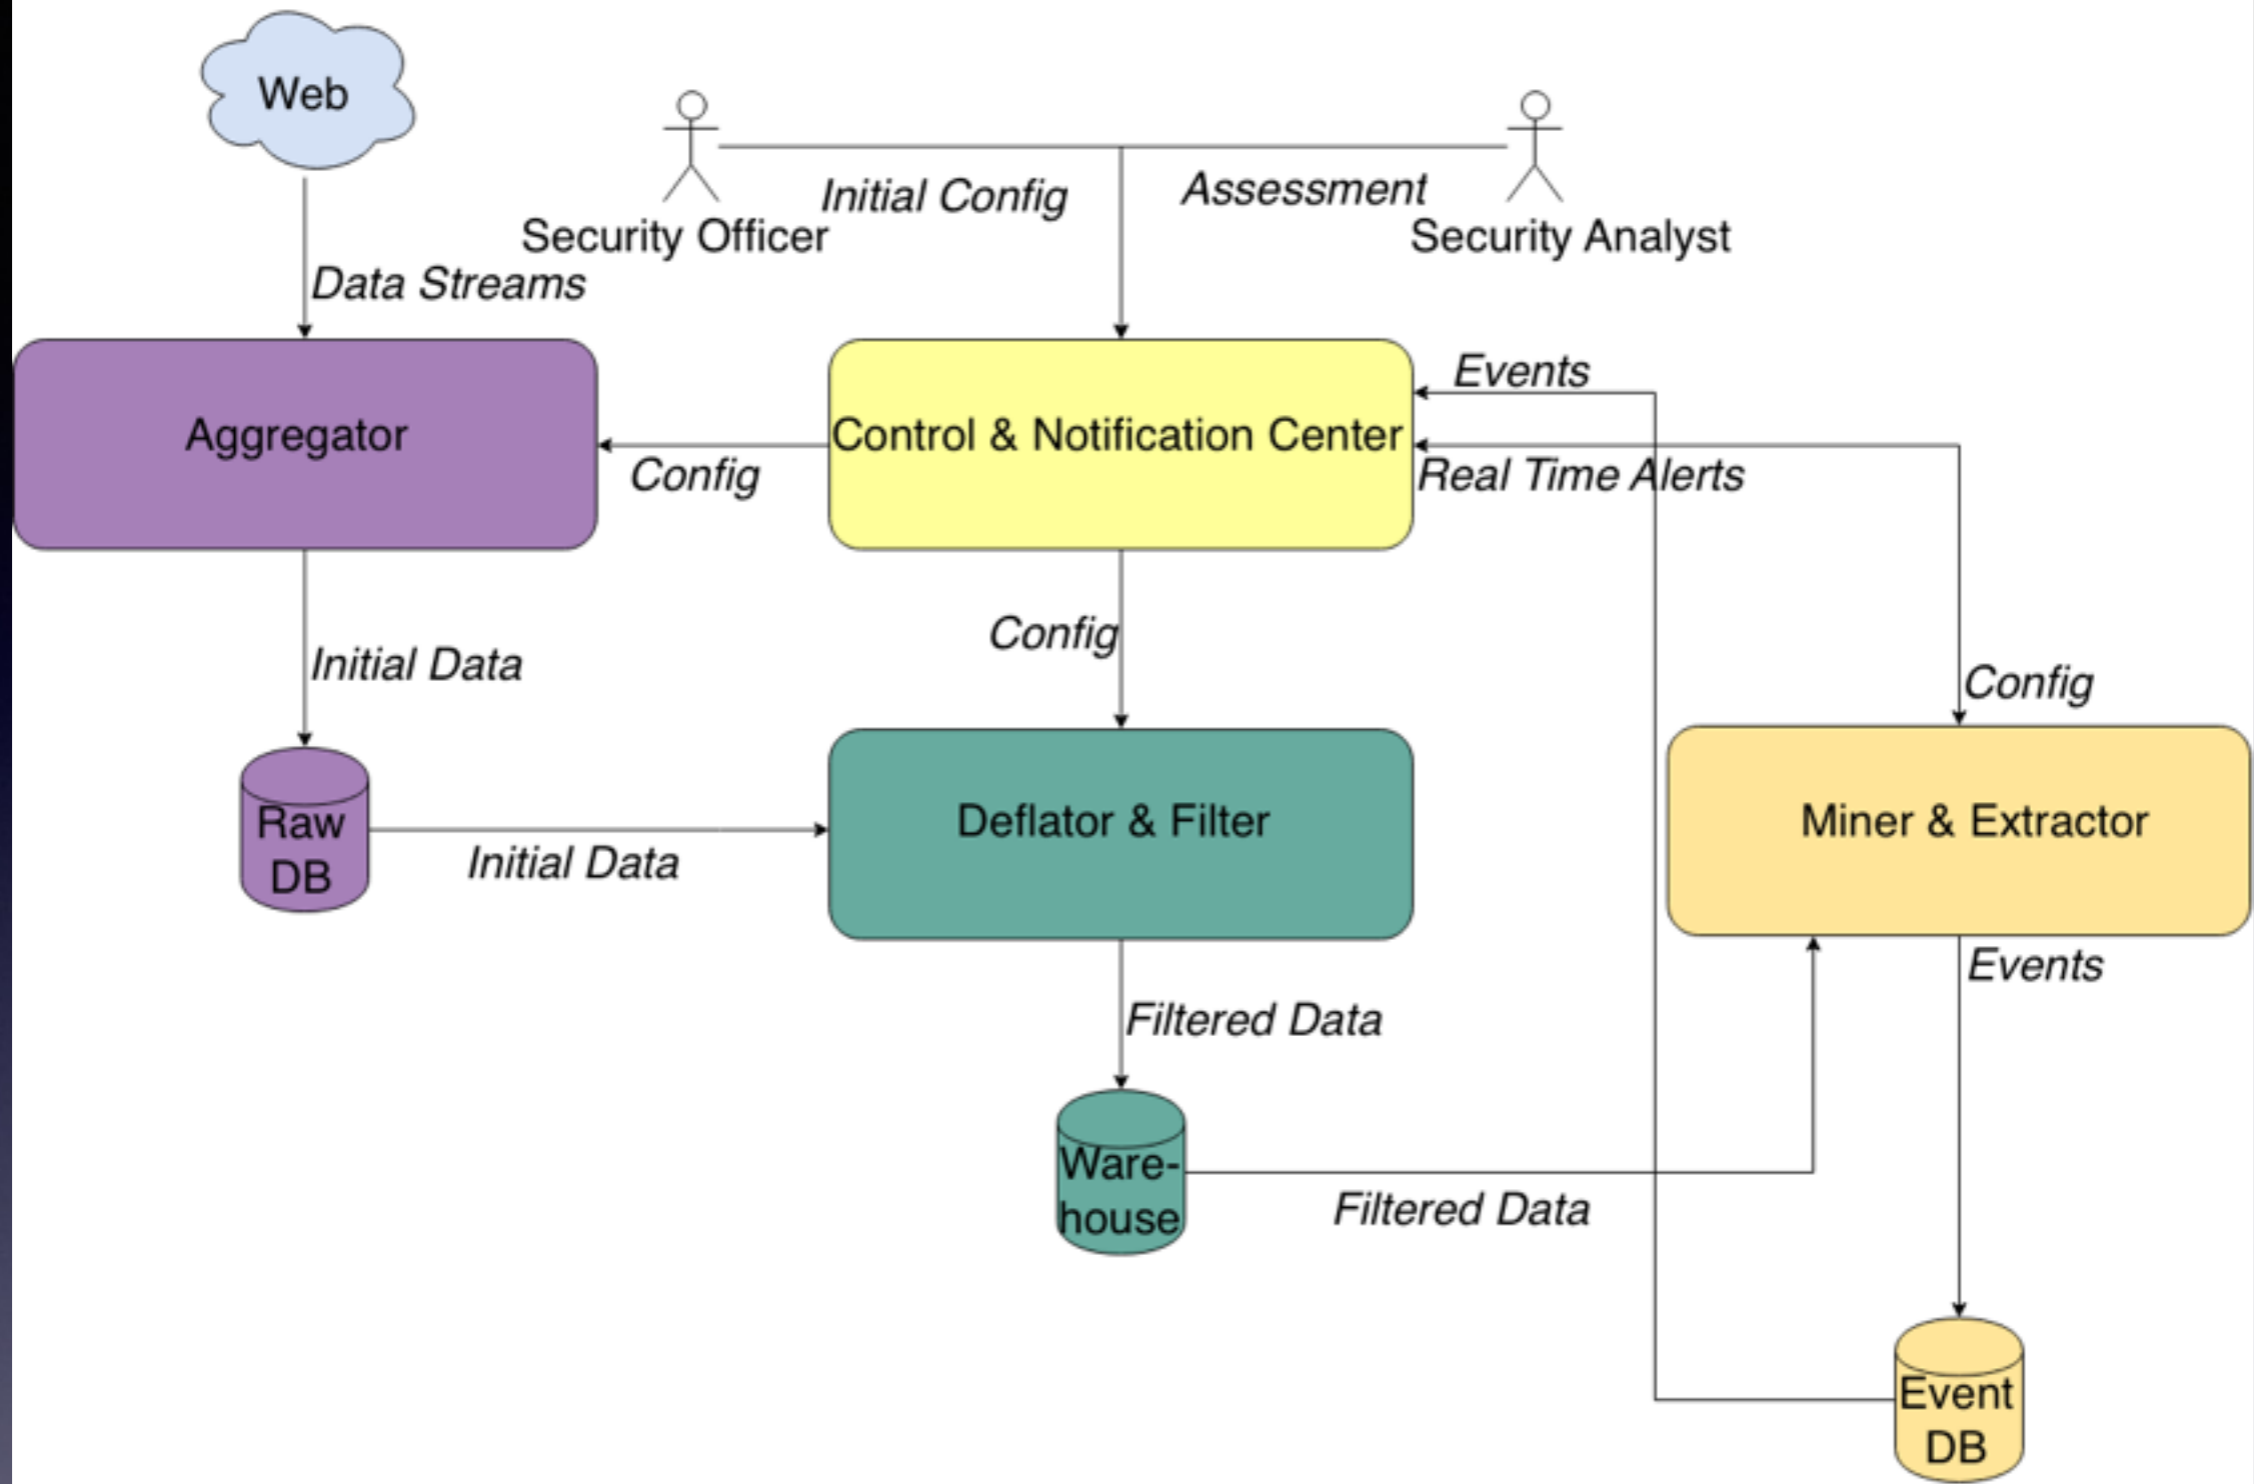 Web
Initial Config
Assessment
Security Officer
Security Analyst
Data Streams
Aggregator
Config
Control & Notification Center
Events
Real Time Alerts
Initial Data
Config
Config
Raw
DB
Initial Data
Deflator & Filter
Miner & Extractor
Events
Filtered Data
Ware-
house
Filtered Data
Event
DB